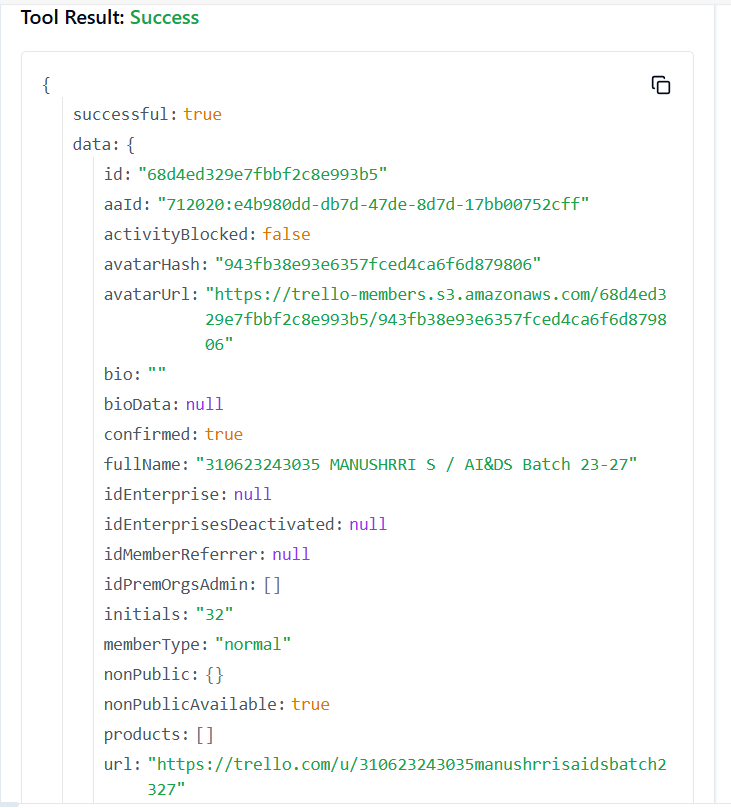 Tool Result: Success
{
successful: true
data: {
id: "68d4ed329e7fbbf2c8e993b5"
aaId: "712020:e4b980dd-db7d-47de-8d7d-17bb00752cff"
activityBlocked: false
avatarHash: "943fb38e93e6357fced4ca6f6d879806"
avatarUrl: "https://trello-members.s3.amazonaws.com/68d4ed3
29e7fbbf2c8e993b5/943fb38e93e6357fced4ca6f6d8798
06"
bio: ""
bioData: null
confirmed: true
fullName: "310623243035 MANUSHRRI S / AI&DS Batch 23-27"
idEnterprise: null
idEnterprisesDeactivated: null
idMemberReferrer: null
idPremOrgsAdmin: []
initials: "32"
memberType: "normal"
nonPublic: {}
nonPublicAvailable: true
products: []
url: "https://trello.com/u/310623243035manushrrisaidsbatch2
327"